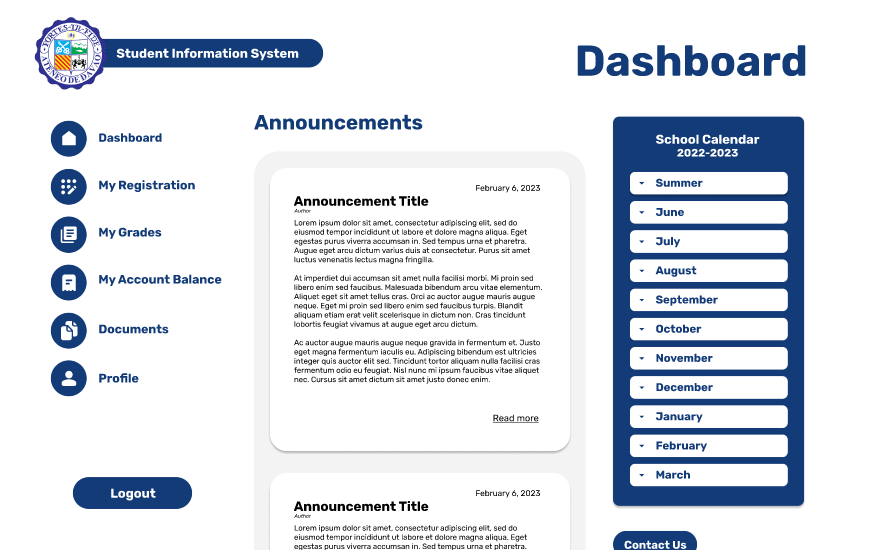 FORTES IN FIDE
ATENEO DE DAVAO
Student Information System
Dashboard
Dashboard
My Registration
My Grades
My Account Balance
Documents
Profile
Logout
Announcements
February 6, 2023
Announcement Title
Author
Lorem ipsum dolor sit amet, consectetur adipiscing elit, sed do
eiusmod tempor incididunt ut labore et dolore magna aliqua. Eget
egestas purus viverra accumsan in. Sed tempus urna et pharetra.
Augue eget arcu dictum varius duis at consectetur. Purus sit amet
luctus venenatis lectus magna fringilla.
At imperdiet dui accumsan sit amet nulla facilisi morbi. Mi proin sed
libero enim sed faucibus. Malesuada bibendum arcu vitae elementum.
Aliquet eget sit amet tellus cras. Orci ac auctor augue mauris augue
neque. Eget mi proin sed libero enim sed faucibus turpis. Blandit
aliquam etiam erat velit scelerisque in dictum non. Cras tincidunt
lobortis feugiat vivamus at augue eget arcu dictum.
Ac auctor augue mauris augue neque gravida in fermentum et. Justo
eget magna fermentum iaculis eu. Adipiscing bibendum est ultricies
integer quis auctor elit sed. Tincidunt tortor aliquam nulla facilisi cras
fermentum odio eu feugiat. Nisl nunc mi ipsum faucibus vitae aliquet
nec. Cursus sit amet dictum sit amet justo donec enim.
Read more
February 6, 2023
Announcement Title
Author
Lorem ipsum dolor sit amet, consectetur adipiscing elit, sed do
eiusmod tempor incididunt ut labore et dolore magna aliqua. Eget
egestas purus viverra accumsan in. Sed tempus urna et pharetra.
School Calendar
2022-2023
Summer
June
July
August
September
October
November
December
January
February
March
Contact Us